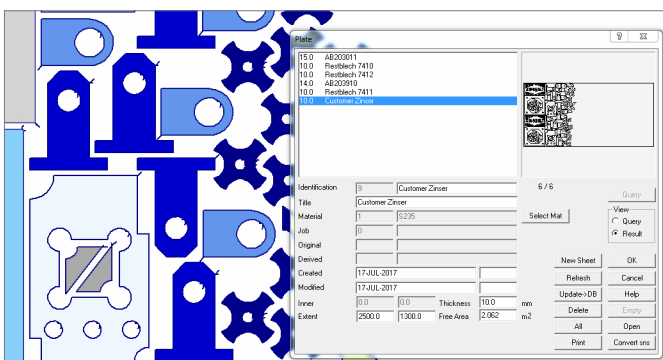 Plate
15.0 AB203011
10.0 Restblech 7410
10.0 Restblech 7412
14.0 AB203910
10.0 Restblech 7411
10.0 Customer Zinser
Identification 9 Customer Zinser 6 / 6
Query
Title Customer Zinser
View
Material 1 S235 Select Mat
Query
Job 0
Result
Original
Derived
New Sheet OK
Created 17-JUL-2017
Refresh Cancel
Modified 17-JUL-2017
Update->DB Help
Inner 0.0 0.0 Thickness 10.0 mm
Delete Empty
Extent 2500.0 1300.0 Free Area 2.062 m2
All Open
Print Convert sns